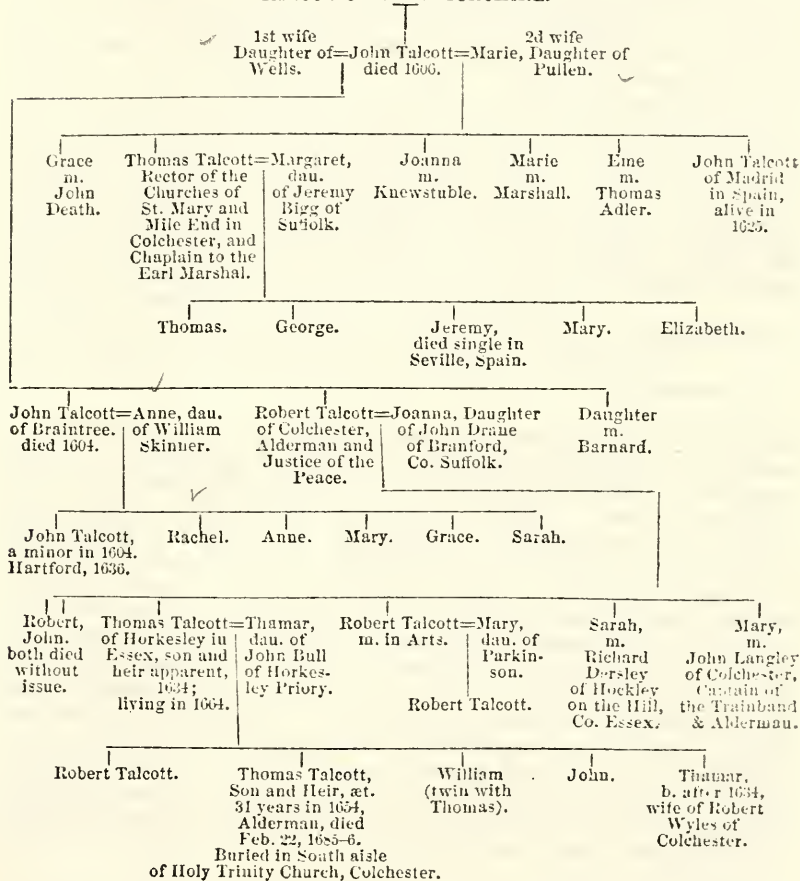 1st wife 2d wife
Daughter of=John Talcott=Marie, Daughter of
Wells. died 1606. Pullen.
Grace
m.
John
Death.
Thomas Talcott=Margaret,
Rector of the dau.
Churches of of Jeremy
St. Mary and Bigg of
Mile End in Suffolk.
Colchester, and
Chaplain to the
Earl Marshal.
Joanna
m.
Knewstuble.
Marie
m.
Marshall.
Eme
m.
Thomas
Adler.
John Talcott
of Madrid
in Spain,
alive in
1625.
Thomas.
George.
Jeremy,
died single in
Seville, Spain.
Mary.
Elizabeth.
John Talcott=Anne, dau.
of Braintree. of William
died 1604. Skinner.
Robert Talcott=Joanna, Daughter
of Colchester, of John Drane
Alderman and of Branford,
Justice of the Co. Suffolk.
Peace.
Daughter
m.
Barnard.
John Talcott,
a minor in 1604.
Hartford, 1636.
Rachel.
Anne.
Mary.
Grace.
Sarah.
Robert,
John.
both died
without
issue.
Thomas Talcott=Thamar,
of Horkesley in dau. of
Essex, son and John Bull
heir apparent, of Horkes-
1634; ley Priory.
living in 1664.
Robert Talcott=Mary,
m. in Arts. dau. of
Parkin-
son.
Robert Talcott.
Sarah,
m.
Richard
Dersley
of Hockley
on the Hill,
Co. Essex.
Mary,
m.
John Langley
of Colchester,
Captain of
the Trainband
& Alderman.
Robert Talcott.
Thomas Talcott,
Son and Heir, æt.
31 years in 1654,
Alderman, died
Feb. 22, 1685-6.
Buried in South aisle
of Holy Trinity Church, Colchester.
William
(twin with
Thomas).
John.
Thamar,
b. after 1634,
wife of Robert
Wyles of
Colchester.